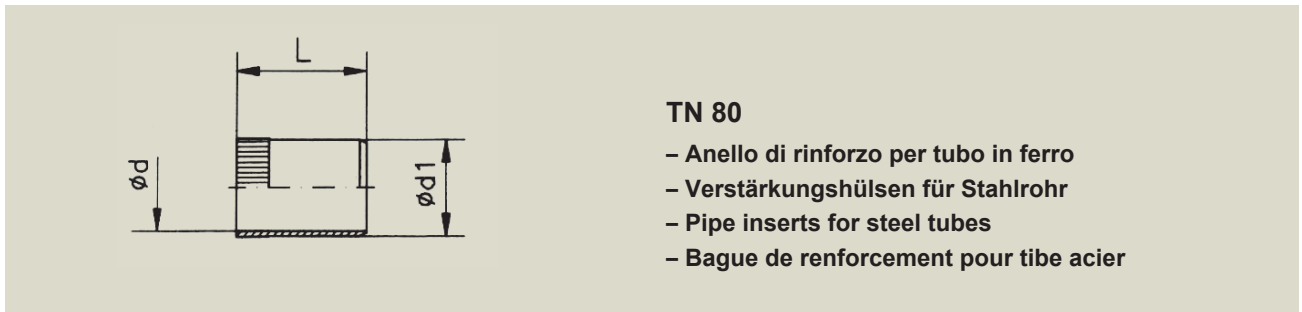 L
ød
ød1
TN 80
– Anello di rinforzo per tubo in ferro
– Verstärkungshülsen für Stahlrohr
– Pipe inserts for steel tubes
– Bague de renforcement pour tibe acier